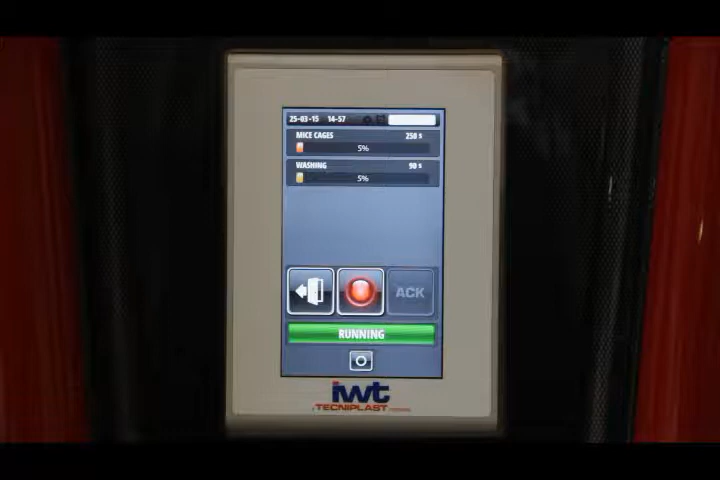 25-03-15 14-57
MICE CAGES 250 s
5%
WASHING 90 s
5%
ACK
RUNNING
iwt
TECNIPLAST